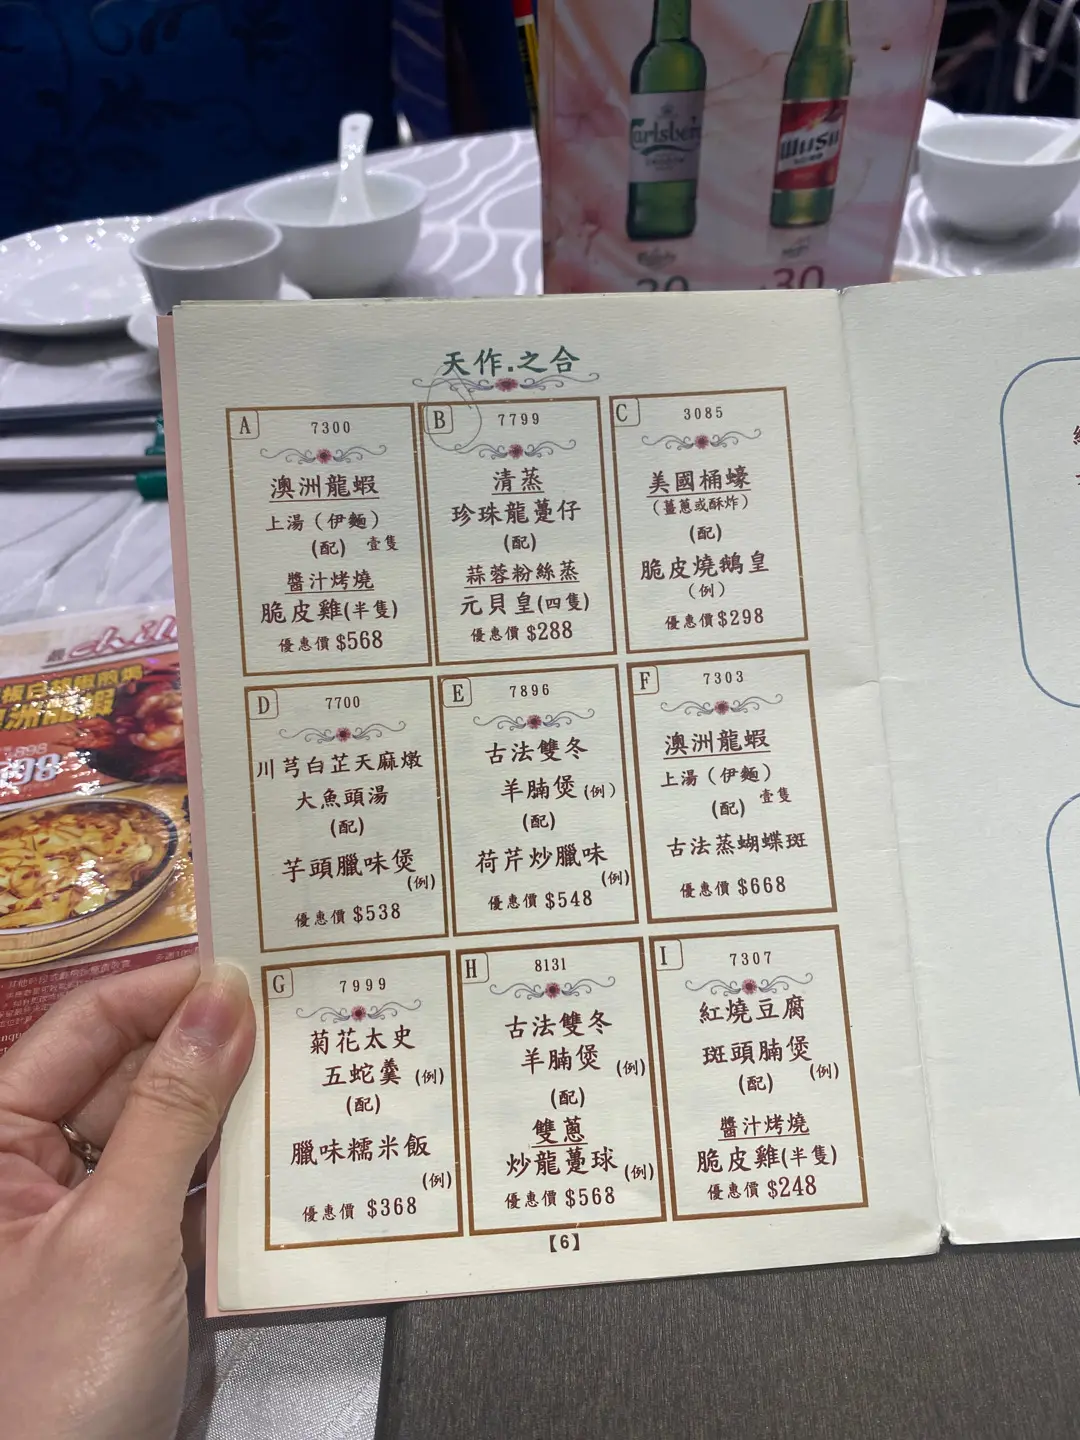 Carlsberg
WUSU
30
天作.之合
A
7300
澳洲龍蝦
上湯（伊麵）
(配) 壹隻
醬汁烤燒
脆皮雞(半隻)
優惠價 $568
B
7799
清蒸
珍珠龍躉仔
(配)
蒜蓉粉絲蒸
元貝皇(四隻)
優惠價 $288
C
3085
美國桶蠔
（薑蔥或酥炸）
(配)
脆皮燒鵝皇
（例）
優惠價 $298
D
7700
川芎白芷天麻燉
大魚頭湯
(配)
芋頭臘味煲
(例)
優惠價 $538
E
7896
古法雙冬
羊腩煲（例）
(配)
荷芹炒臘味
(例)
優惠價 $548
F
7303
澳洲龍蝦
上湯（伊麵）
(配) 壹隻
古法蒸蝴蝶斑
優惠價 $668
G
7999
菊花太史
五蛇羹 (例)
(配)
臘味糯米飯
(例)
優惠價 $368
H
8131
古法雙冬
羊腩煲 (例)
(配)
雙蔥
炒龍躉球 (例)
優惠價 $568
I
7307
紅燒豆腐
斑頭腩煲
(配) (例)
醬汁烤燒
脆皮雞(半隻)
優惠價 $248
【6】